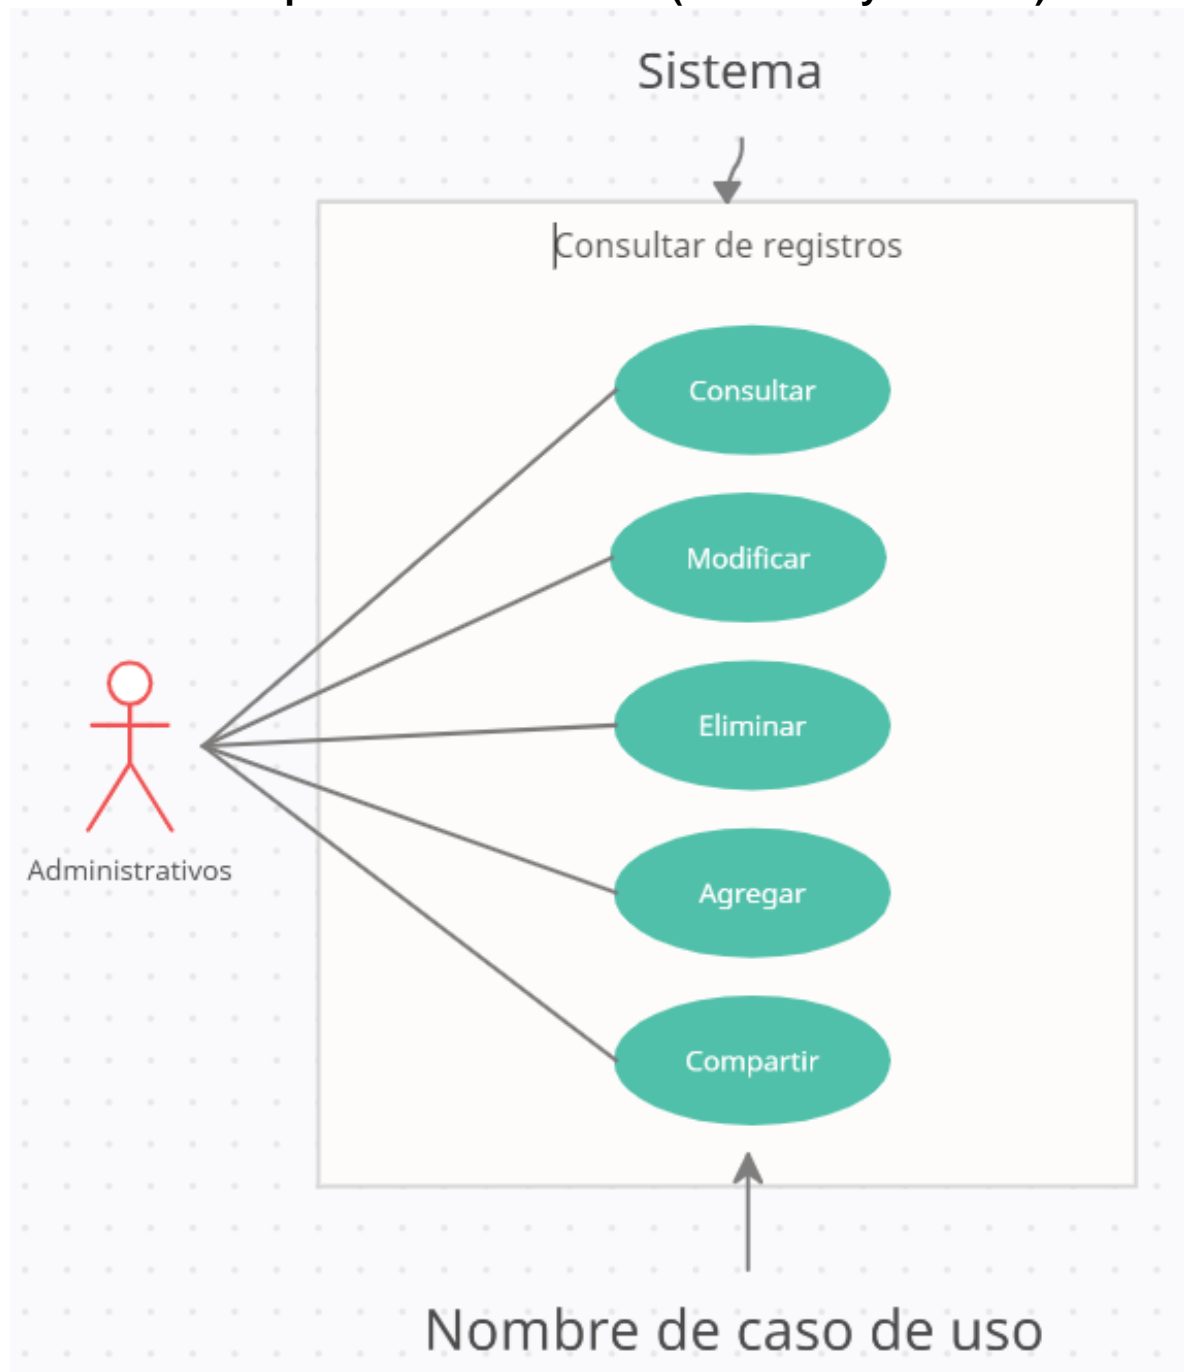 Sistema
Consultar de registros
Consultar
Modificar
Eliminar
Agregar
Compartir
Administrativos
Nombre de caso de uso